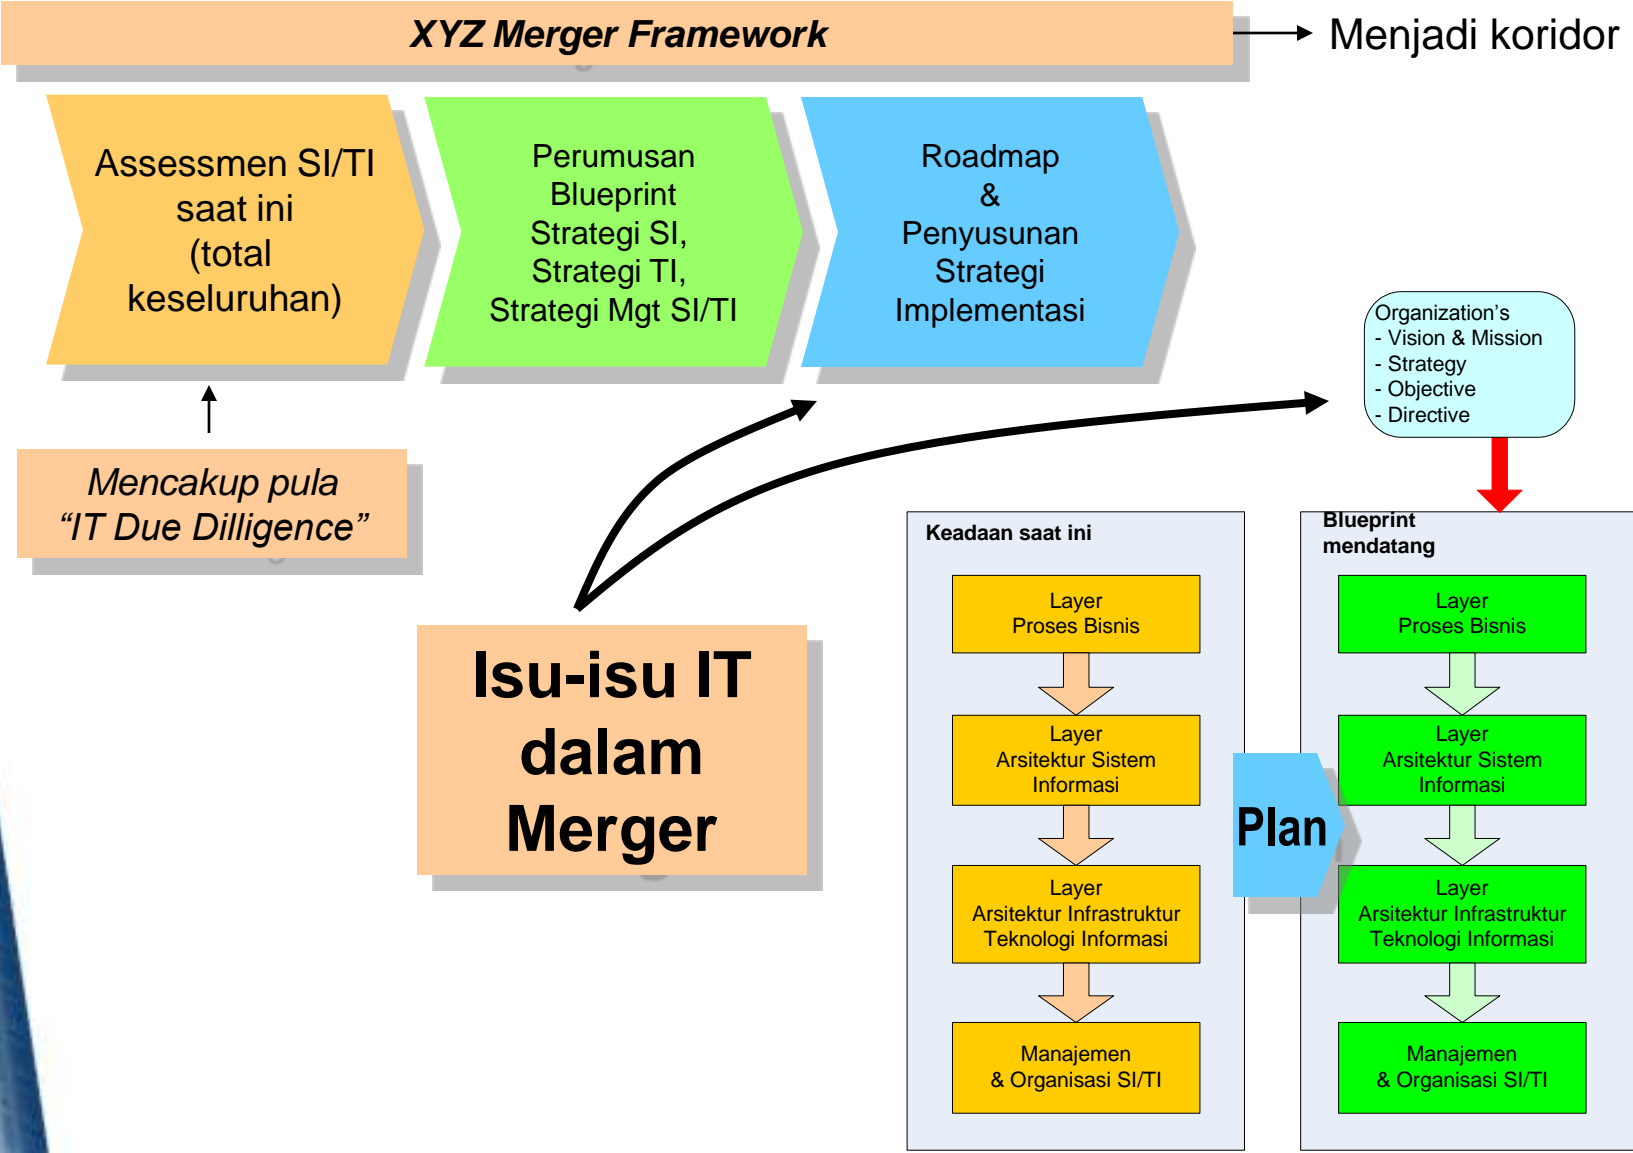 XYZ Merger Framework
Menjadi koridor
Assessmen SI/TI
saat ini
(total
keseluruhan)
Perumusan
Blueprint
Strategi SI,
Strategi TI,
Strategi Mgt SI/TI
Roadmap
&
Penyusunan
Strategi
Implementasi
Mencakup pula
“IT Due Dilligence”
Isu-isu IT
dalam
Merger
Organization’s
- Vision & Mission
- Strategy
- Objective
- Directive
Keadaan saat ini
Layer
Proses Bisnis
Layer
Arsitektur Sistem
Informasi
Layer
Arsitektur Infrastruktur
Teknologi Informasi
Manajemen
& Organisasi SI/TI
Plan
Blueprint
mendatang
Layer
Proses Bisnis
Layer
Arsitektur Sistem
Informasi
Layer
Arsitektur Infrastruktur
Teknologi Informasi
Manajemen
& Organisasi SI/TI